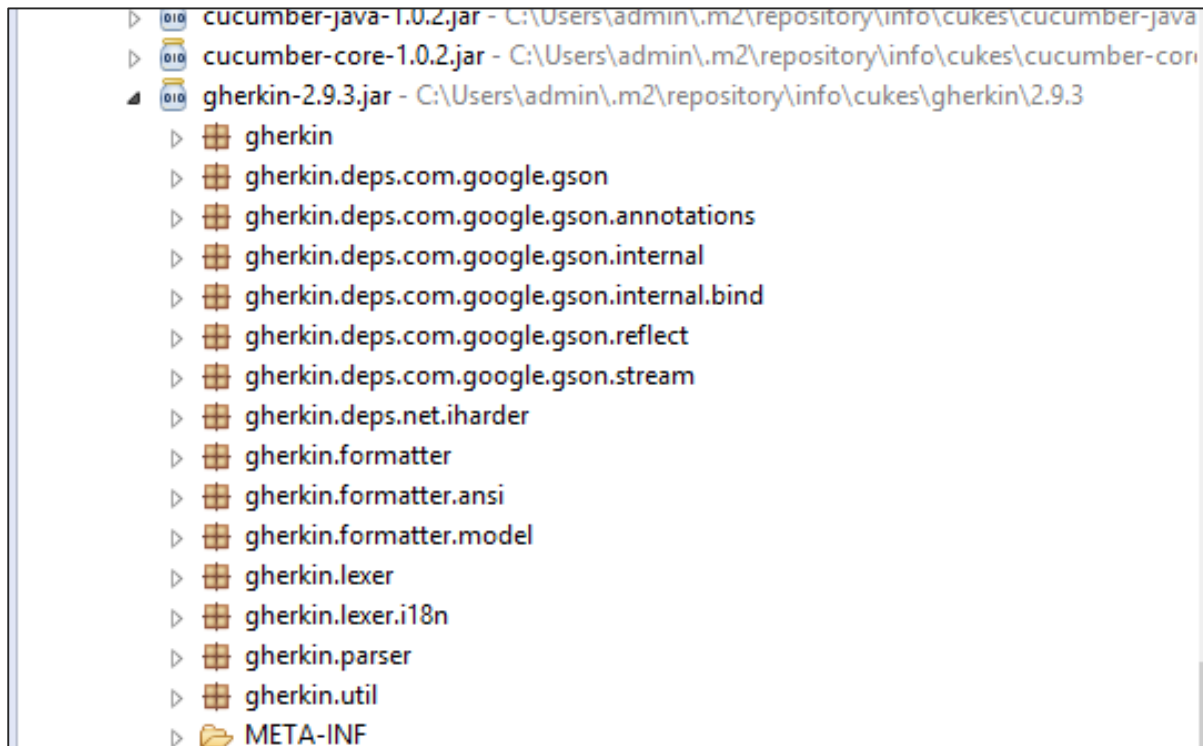 cucumber-java-1.0.2.jar - C:\Users\admin\.m2\repository\info\cukes\cucumber-java
cucumber-core-1.0.2.jar - C:\Users\admin\.m2\repository\info\cukes\cucumber-core
gherkin-2.9.3.jar - C:\Users\admin\.m2\repository\info\cukes\gherkin\2.9.3
gherkin
gherkin.deps.com.google.gson
gherkin.deps.com.google.gson.annotations
gherkin.deps.com.google.gson.internal
gherkin.deps.com.google.gson.internal.bind
gherkin.deps.com.google.gson.reflect
gherkin.deps.com.google.gson.stream
gherkin.deps.net.iharder
gherkin.formatter
gherkin.formatter.ansi
gherkin.formatter.model
gherkin.lexer
gherkin.lexer.i18n
gherkin.parser
gherkin.util
META-INF